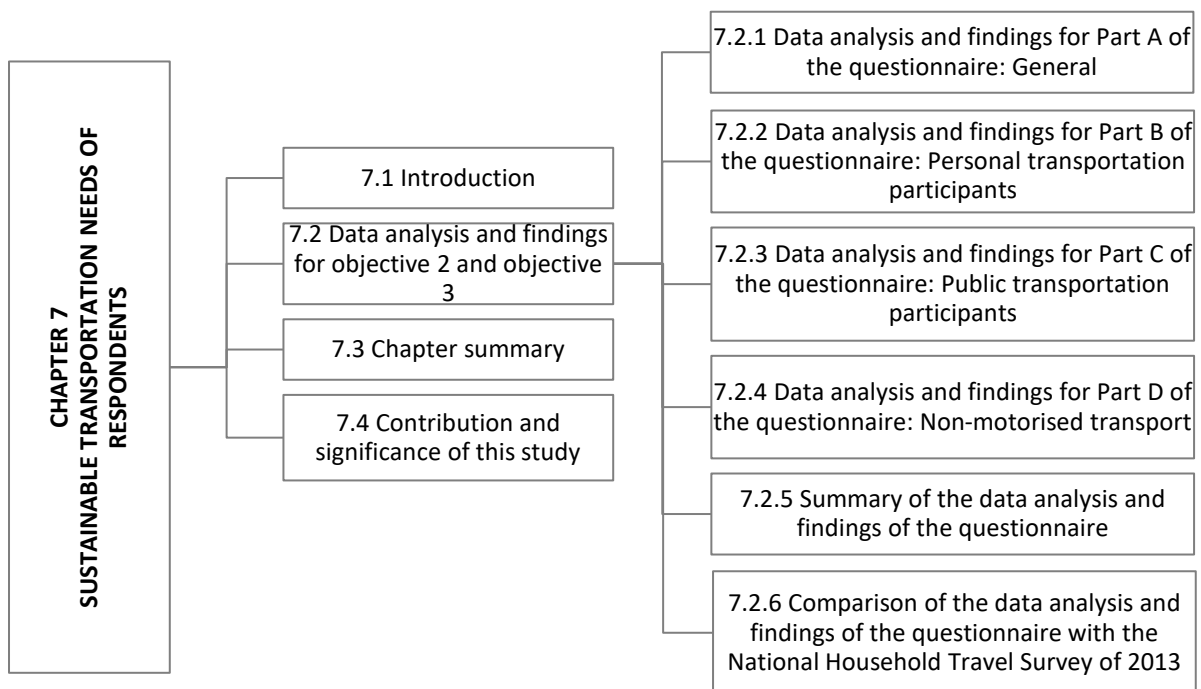 CHAPTER 7
SUSTAINABLE TRANSPORTATION NEEDS OF
RESPONDENTS
7.1 Introduction
7.2 Data analysis and findings
for objective 2 and objective
3
7.3 Chapter summary
7.4 Contribution and
significance of this study
7.2.1 Data analysis and findings for Part A of
the questionnaire: General
7.2.2 Data analysis and findings for Part B of
the questionnaire: Personal transportation
participants
7.2.3 Data analysis and findings for Part C of
the questionnaire: Public transportation
participants
7.2.4 Data analysis and findings for Part D of
the questionnaire: Non-motorised transport
7.2.5 Summary of the data analysis and
findings of the questionnaire
7.2.6 Comparison of the data analysis and
findings of the questionnaire with the
National Household Travel Survey of 2013